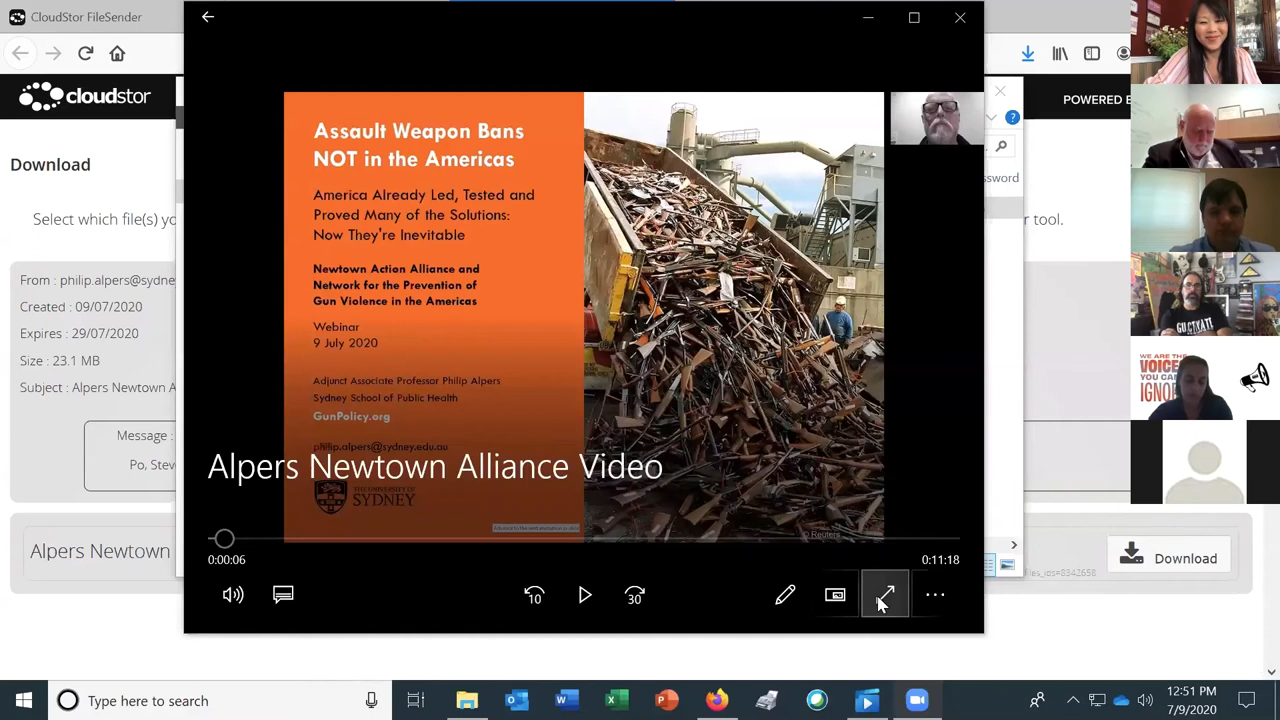 CloudStor FileSender
cloudstor
POWERED
Download
Select which file(s) yo
r tool.
ssword
From : philip.alpers@sydne
Created : 09/07/2020
Expires : 29/07/2020
Size : 23.1 MB
Subject : Alpers Newtown A
Message :
Po, Steve
Alpers Newtown
Download
Assault Weapon Bans
NOT in the Americas
America Already Led, Tested and
Proved Many of the Solutions:
Now They're Inevitable
Newtown Action Alliance and
Network for the Prevention of
Gun Violence in the Americas
Webinar
9 July 2020
Adjunct Associate Professor Philip Alpers
Sydney School of Public Health
GunPolicy.org
philip.alpers@sydney.edu.au
Alpers Newtown Alliance Video
THE UNIVERSITY OF
SYDNEY
© Reuters
0:00:06
0:11:18
10
30
WE ARE THE
VOICE
YOU CAN
IGNOR
Type here to search
12:51 PM
7/9/2020